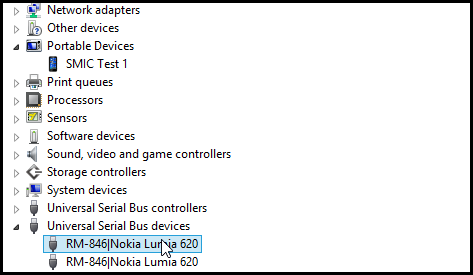 Network adapters
Other devices
Portable Devices
SMIC Test 1
Print queues
Processors
Sensors
Software devices
Sound, video and game controllers
Storage controllers
System devices
Universal Serial Bus controllers
Universal Serial Bus devices
RM-846|Nokia Lumia 620
RM-846|Nokia Lumia 620